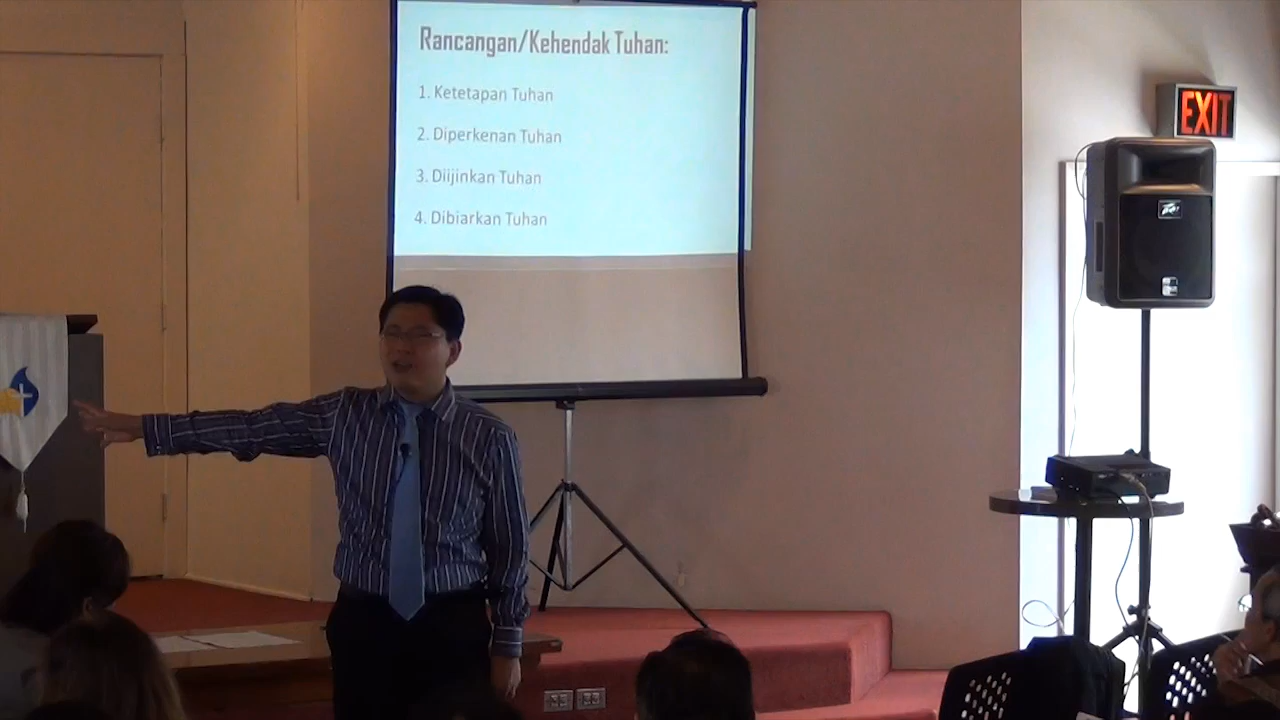 Rancangan/Kehendak Tuhan:
1. Ketetapan Tuhan
2. Diperkenan Tuhan
3. Diijinkan Tuhan
4. Dibiarkan Tuhan
EXIT